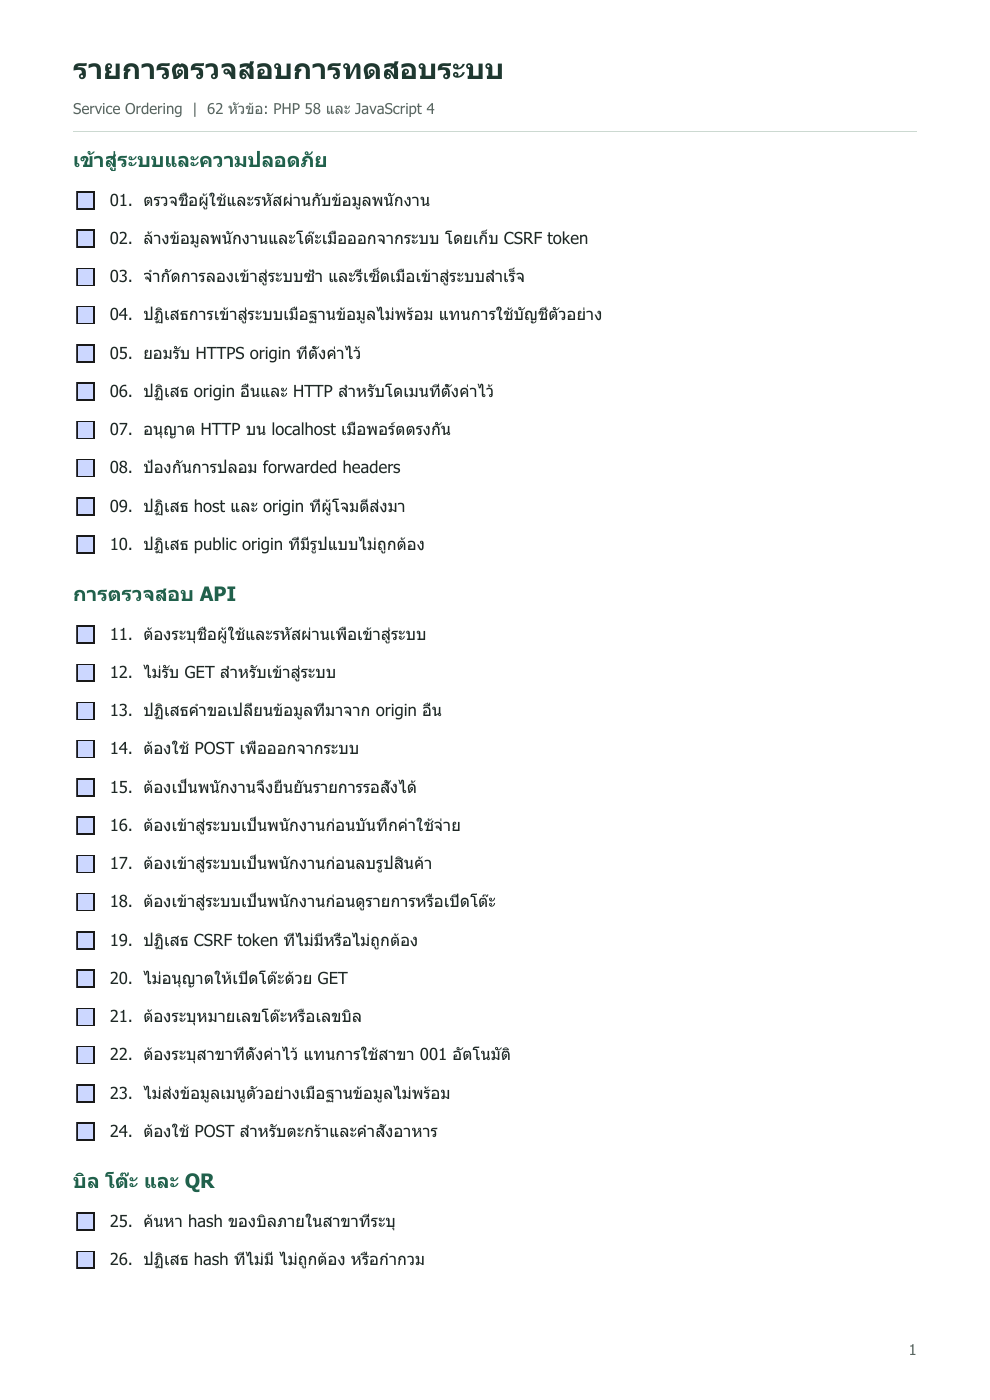 รายการตรวจสอบการทดสอบระบบ
Service Ordering | 62 หัวข้อ: PHP 58 และ JavaScript 4
เข้าสู่ระบบและความปลอดภัย
01. ตรวจชื่อผู้ใช้และรหัสผ่านกับข้อมูลพนักงาน
02. ล้างข้อมูลพนักงานและโต๊ะเมื่อออกจากระบบ โดยเก็บ CSRF token
03. จำกัดการลองเข้าสู่ระบบซ้ำ และรีเซ็ตเมื่อเข้าสู่ระบบสำเร็จ
04. ปฏิเสธการเข้าสู่ระบบเมื่อฐานข้อมูลไม่พร้อม แทนการใช้บัญชีตัวอย่าง
05. ยอมรับ HTTPS origin ที่ตั้งค่าไว้
06. ปฏิเสธ origin อื่นและ HTTP สำหรับโดเมนที่ตั้งค่าไว้
07. อนุญาต HTTP บน localhost เมื่อพอร์ตตรงกัน
08. ป้องกันการปลอม forwarded headers
09. ปฏิเสธ host และ origin ที่ผู้โจมตีส่งมา
10. ปฏิเสธ public origin ที่มีรูปแบบไม่ถูกต้อง
การตรวจสอบ API
11. ต้องระบุชื่อผู้ใช้และรหัสผ่านเพื่อเข้าสู่ระบบ
12. ไม่รับ GET สำหรับเข้าสู่ระบบ
13. ปฏิเสธคำขอเปลี่ยนข้อมูลที่มาจาก origin อื่น
14. ต้องใช้ POST เพื่อออกจากระบบ
15. ต้องเป็นพนักงานจึงยืนยันรายการรอสั่งได้
16. ต้องเข้าสู่ระบบเป็นพนักงานก่อนบันทึกค่าใช้จ่าย
17. ต้องเข้าสู่ระบบเป็นพนักงานก่อนลบรูปสินค้า
18. ต้องเข้าสู่ระบบเป็นพนักงานก่อนดูรายการหรือเปิดโต๊ะ
19. ปฏิเสธ CSRF token ที่ไม่มีหรือไม่ถูกต้อง
20. ไม่อนุญาตให้เปิดโต๊ะด้วย GET
21. ต้องระบุหมายเลขโต๊ะหรือเลขบิล
22. ต้องระบุสาขาที่ตั้งค่าไว้ แทนการใช้สาขา 001 อัตโนมัติ
23. ไม่ส่งข้อมูลเมนูตัวอย่างเมื่อฐานข้อมูลไม่พร้อม
24. ต้องใช้ POST สำหรับตะกร้าและคำสั่งอาหาร
บิล โต๊ะ และ QR
25. ค้นหา hash ของบิลภายในสาขาที่ระบุ
26. ปฏิเสธ hash ที่ไม่มี ไม่ถูกต้อง หรือกำกวม
1